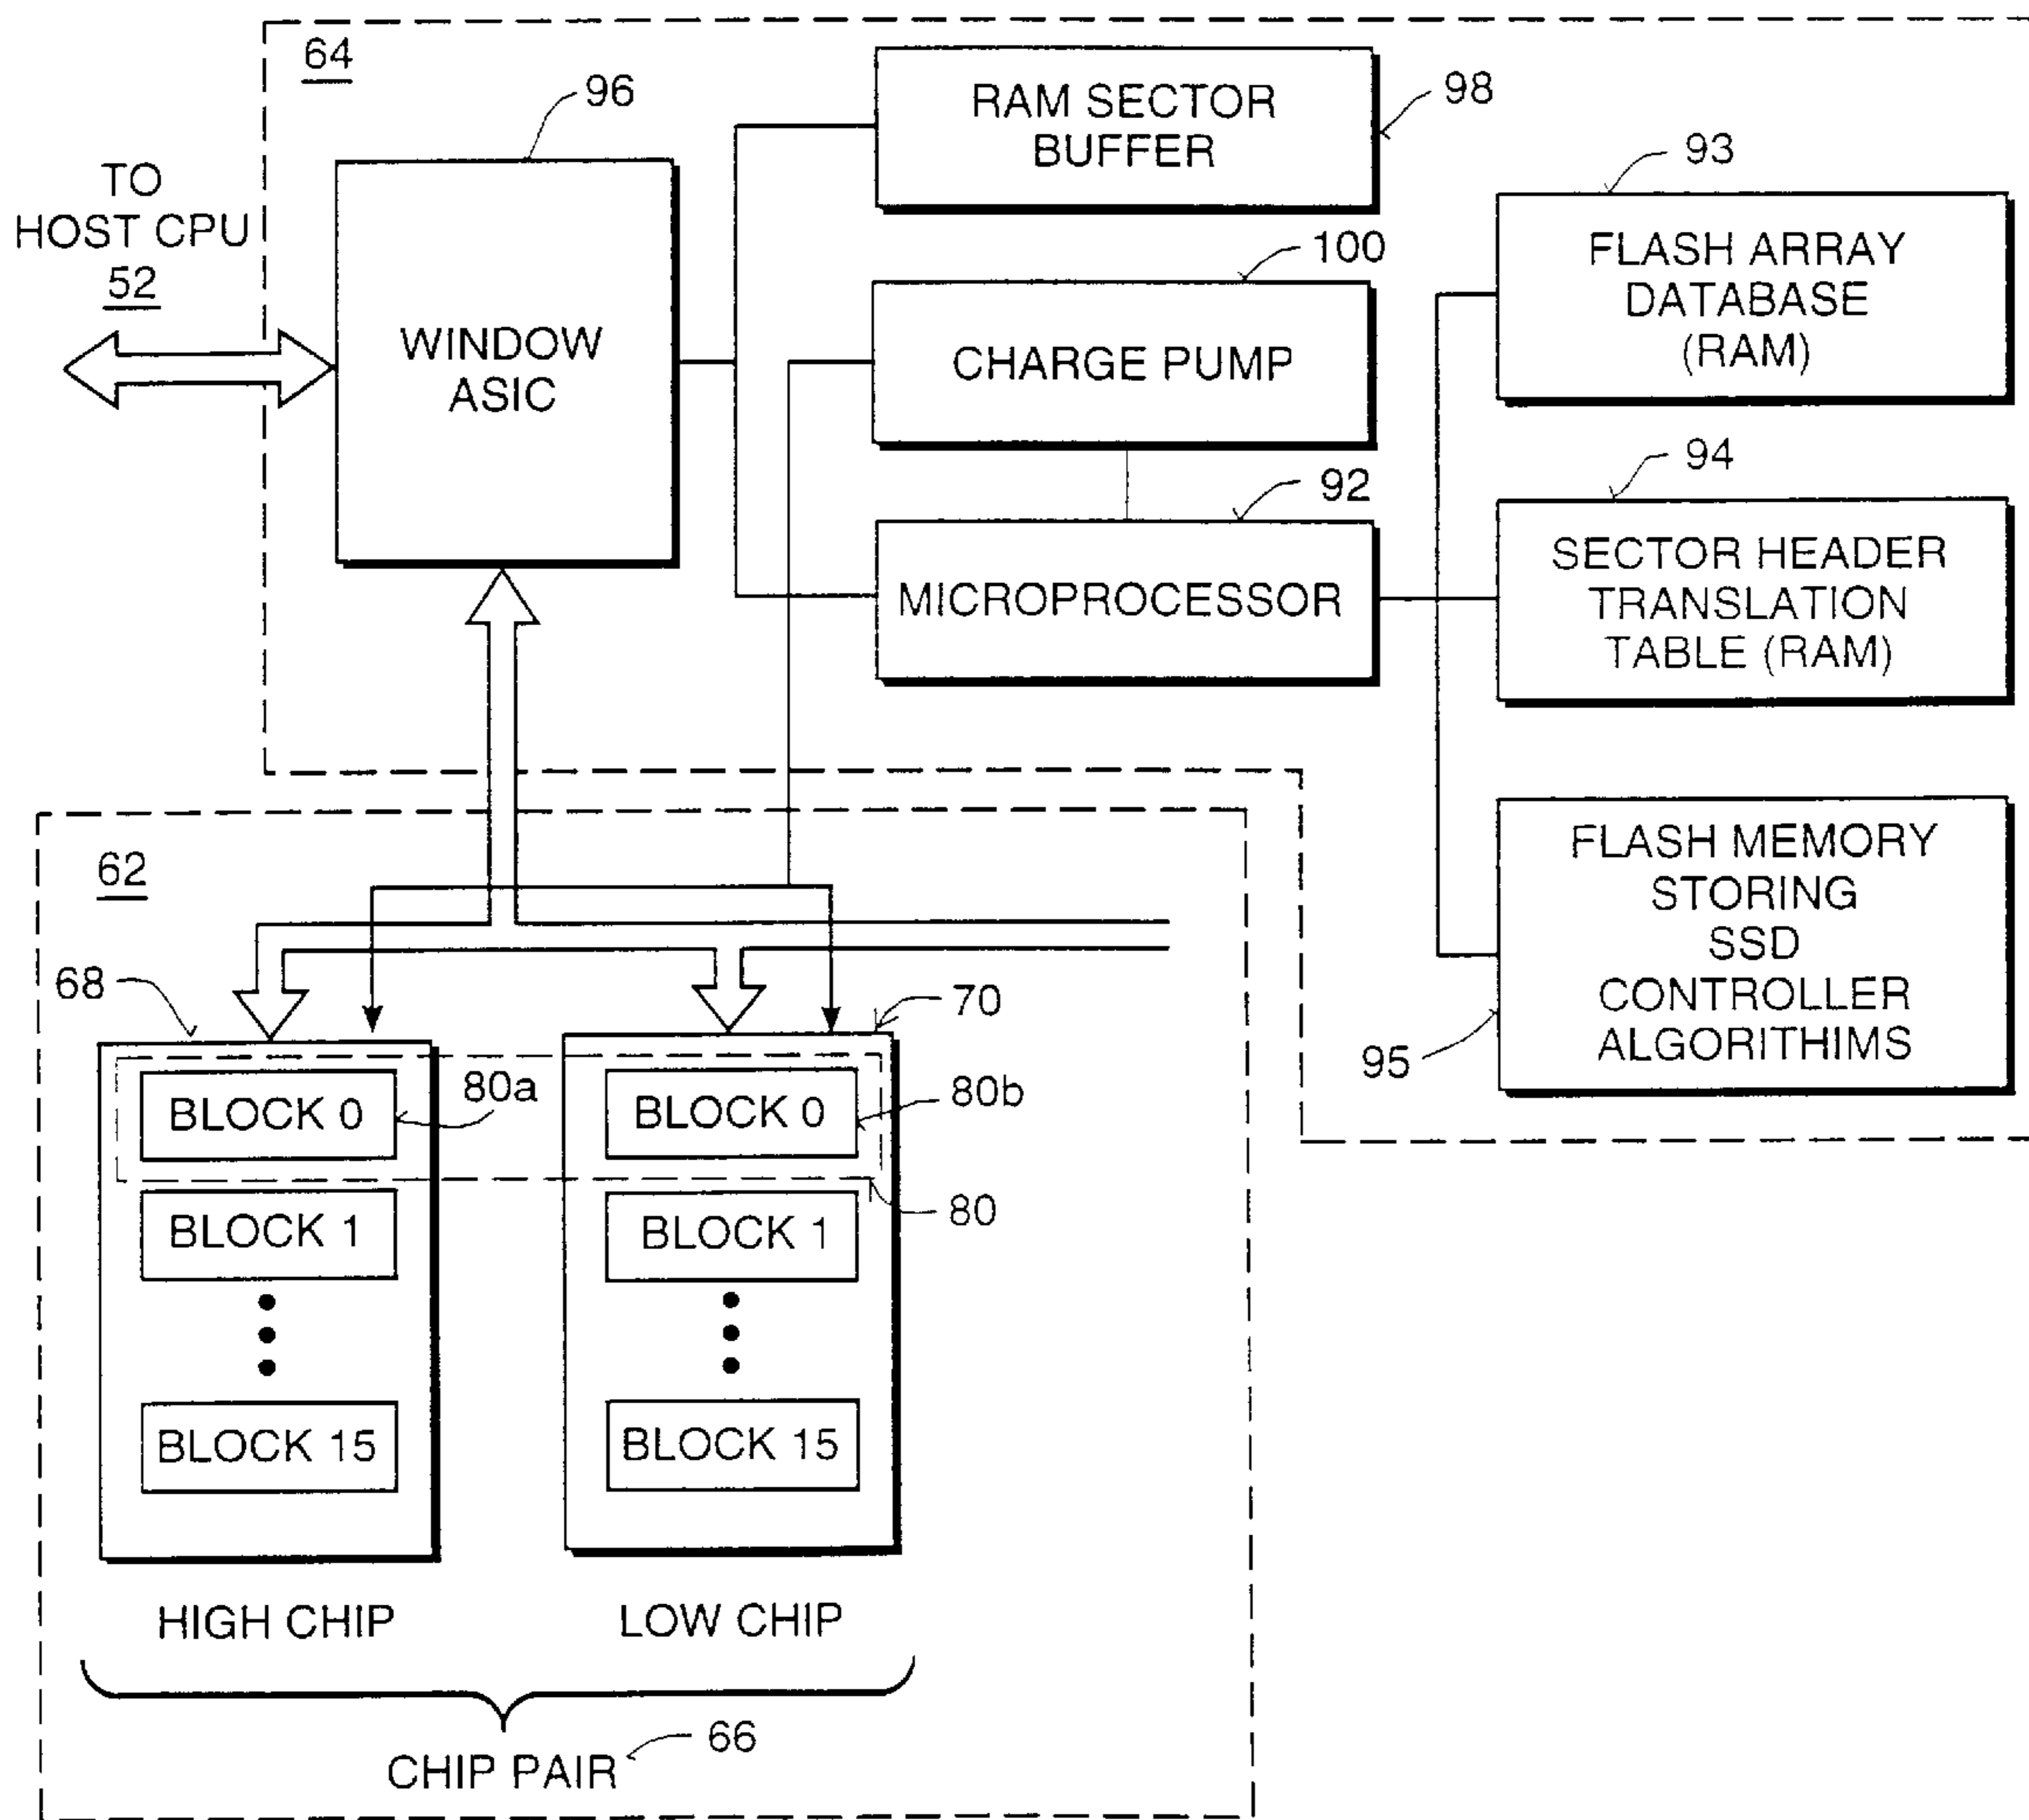 64
96
RAM SECTOR
BUFFER
98
TO
HOST CPU
52
WINDOW
ASIC
100
CHARGE PUMP
93
FLASH ARRAY
DATABASE
(RAM)
92
MICROPROCESSOR
94
SECTOR HEADER
TRANSLATION
TABLE (RAM)
FLASH MEMORY
STORING
SSD
CONTROLLER
ALGORITHIMS
95
62
68
70
BLOCK 0
80a
BLOCK 0
80b
80
BLOCK 1
BLOCK 1
BLOCK 15
BLOCK 15
HIGH CHIP
LOW CHIP
CHIP PAIR
66